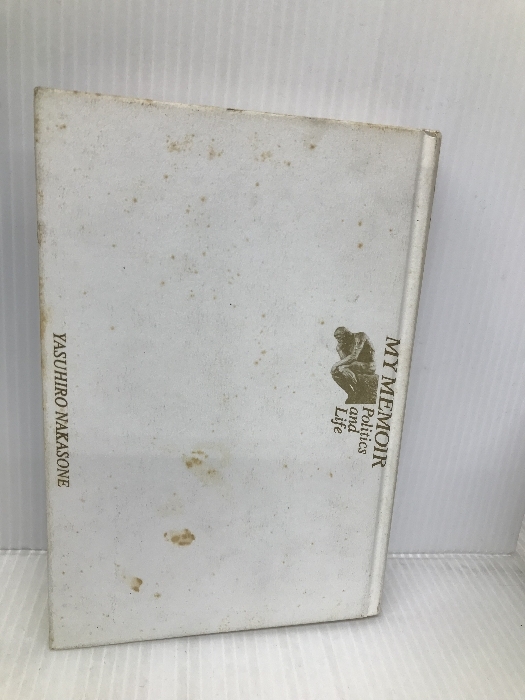 MY MEMOIR
Politics
and
Life
YASUHIRO NAKASONE